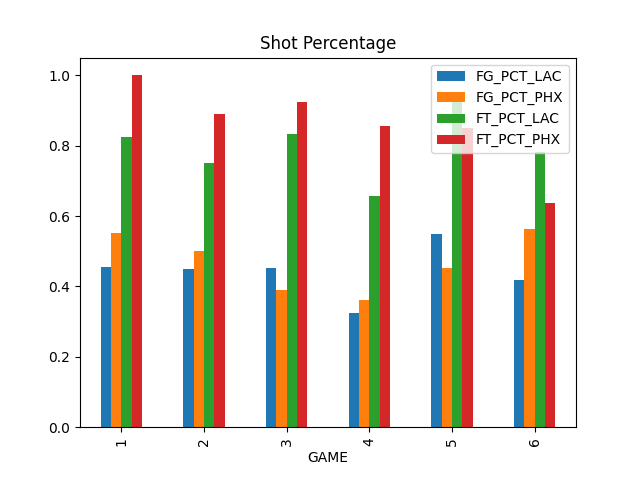 Shot Percentage
1.0
0.8
0.6
0.4
0.2
0.0
FG_PCT_LAC
FG_PCT_PHX
FT_PCT_LAC
FT_PCT_PHX
1 2 3 4 5 6
GAME